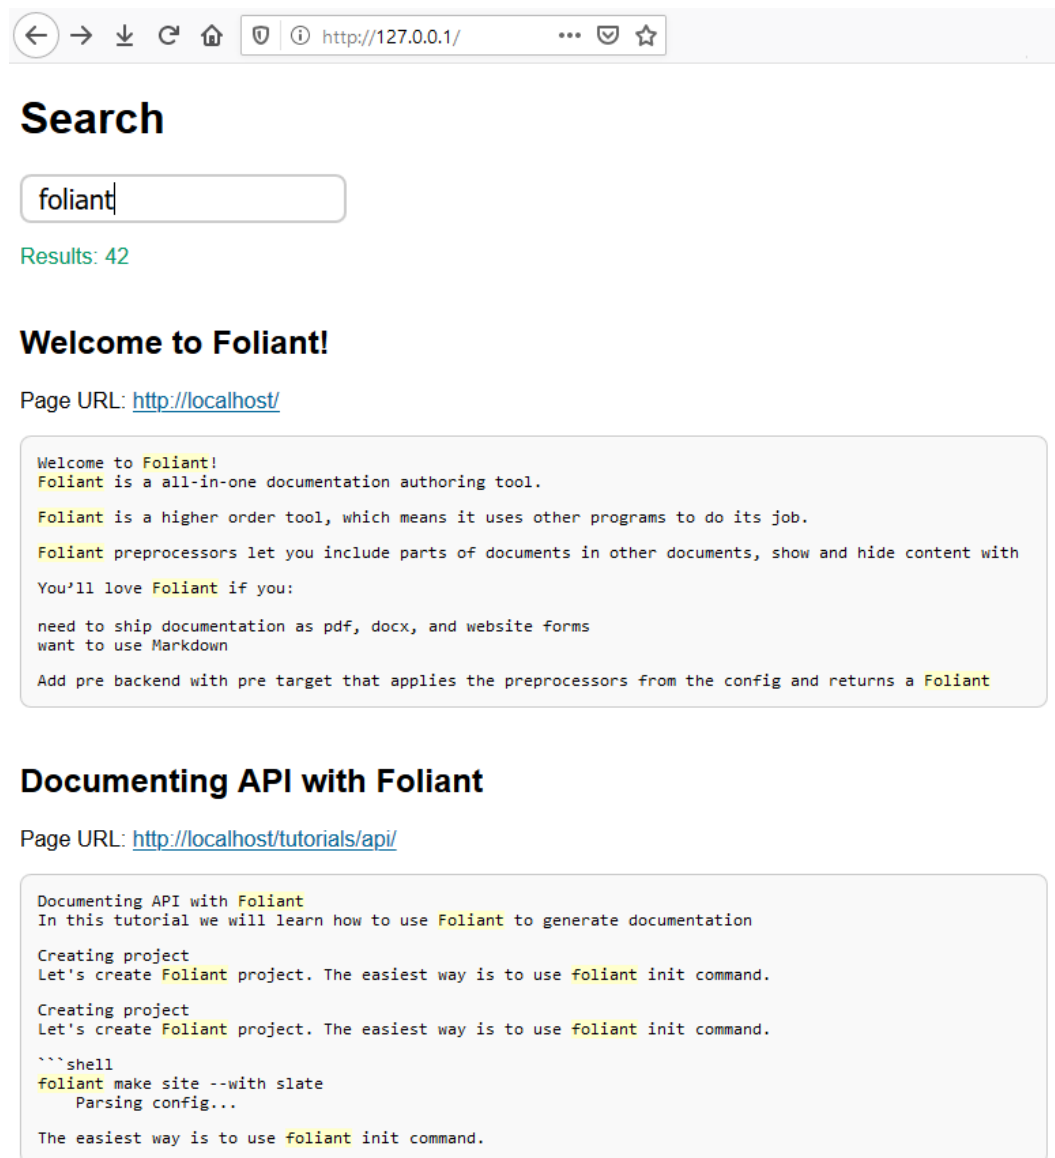 http://127.0.0.1/
Search
foliant
Results: 42
Welcome to Foliant!
Page URL: http://localhost/
Welcome to Foliant!
Foliant is a all-in-one documentation authoring tool.
Foliant is a higher order tool, which means it uses other programs to do its job.
Foliant preprocessors let you include parts of documents in other documents, show and hide content with
You’ll love Foliant if you:
need to ship documentation as pdf, docx, and website forms
want to use Markdown
Add pre backend with pre target that applies the preprocessors from the config and returns a Foliant
Documenting API with Foliant
Page URL: http://localhost/tutorials/api/
Documenting API with Foliant
In this tutorial we will learn how to use Foliant to generate documentation
Creating project
Let's create Foliant project. The easiest way is to use foliant init command.
Creating project
Let's create Foliant project. The easiest way is to use foliant init command.
```shell
foliant make site --with slate
    Parsing config...
The easiest way is to use foliant init command.